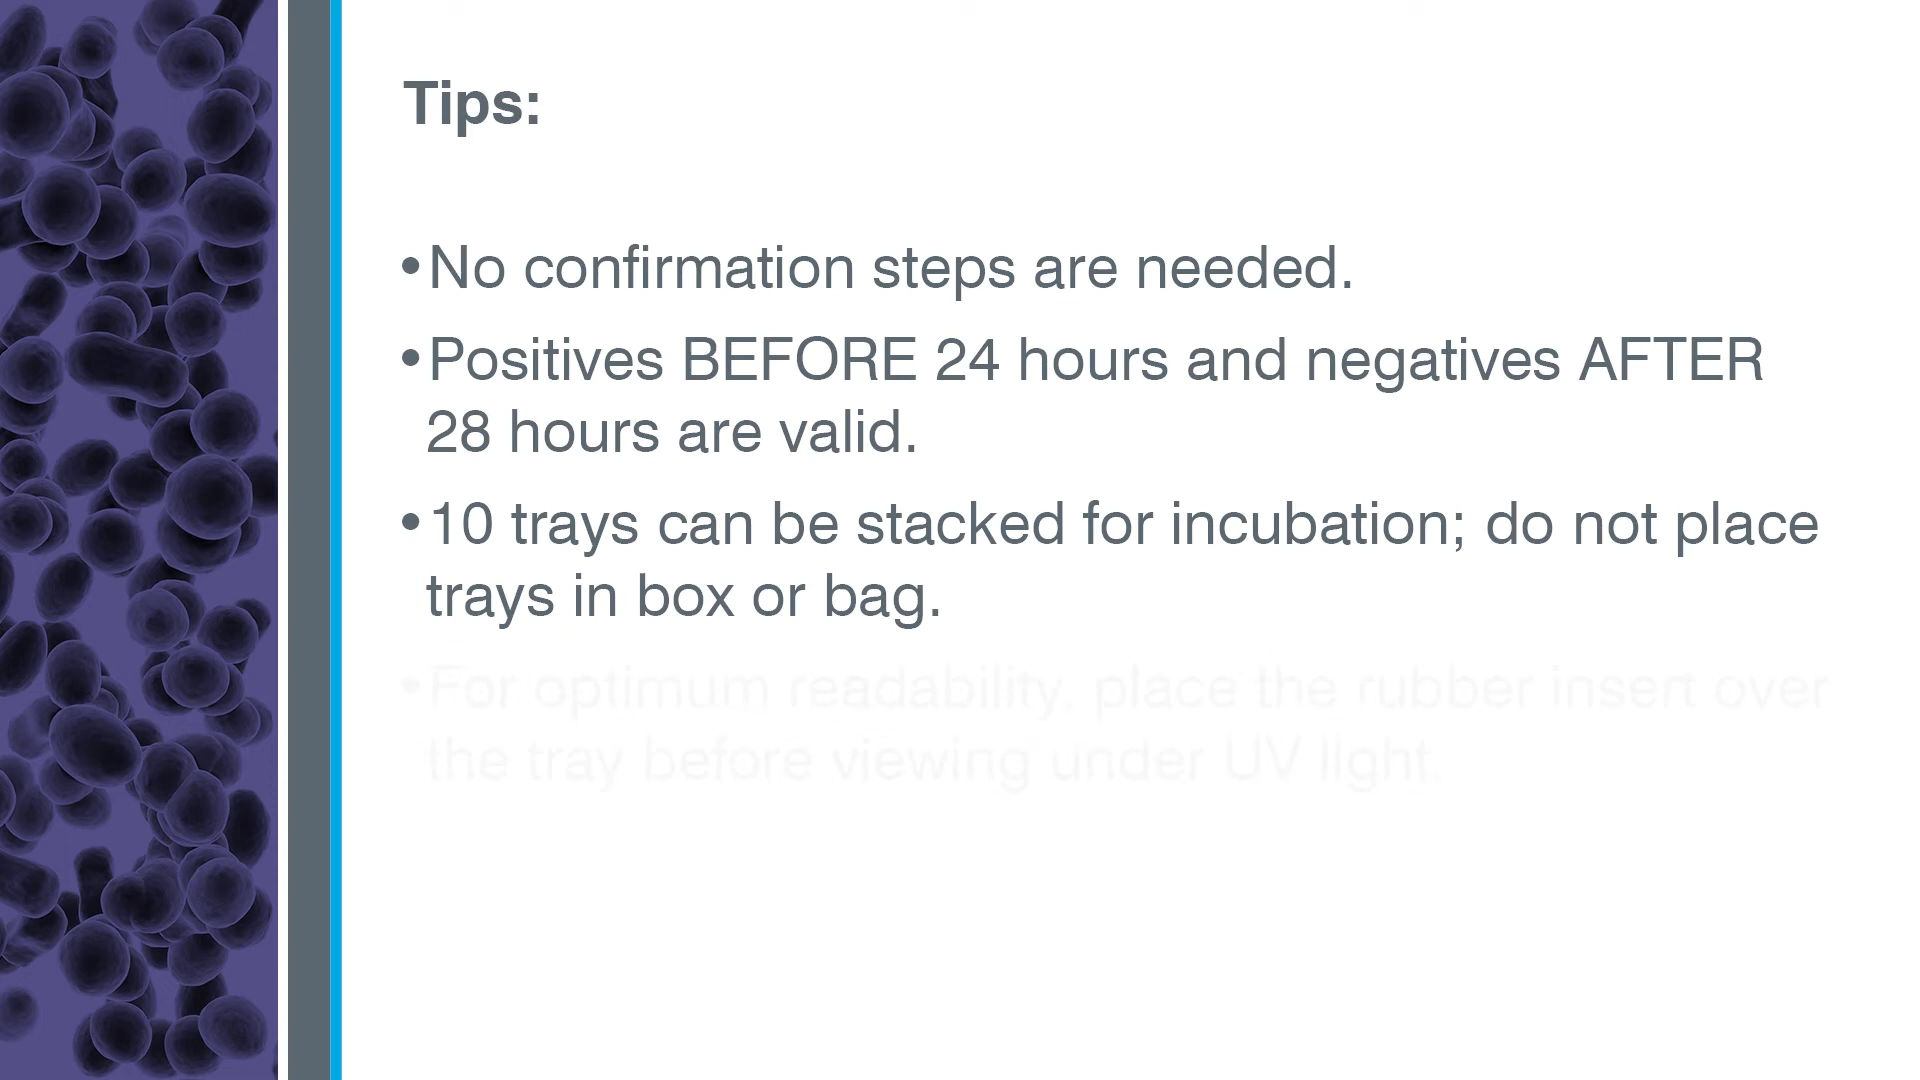 Tips:
•No confirmation steps are needed.
•Positives BEFORE 24 hours and negatives AFTER
28 hours are valid.
•10 trays can be stacked for incubation; do not place
trays in box or bag.
•For optimum readability, place the rubber insert over
the tray before viewing under UV light.